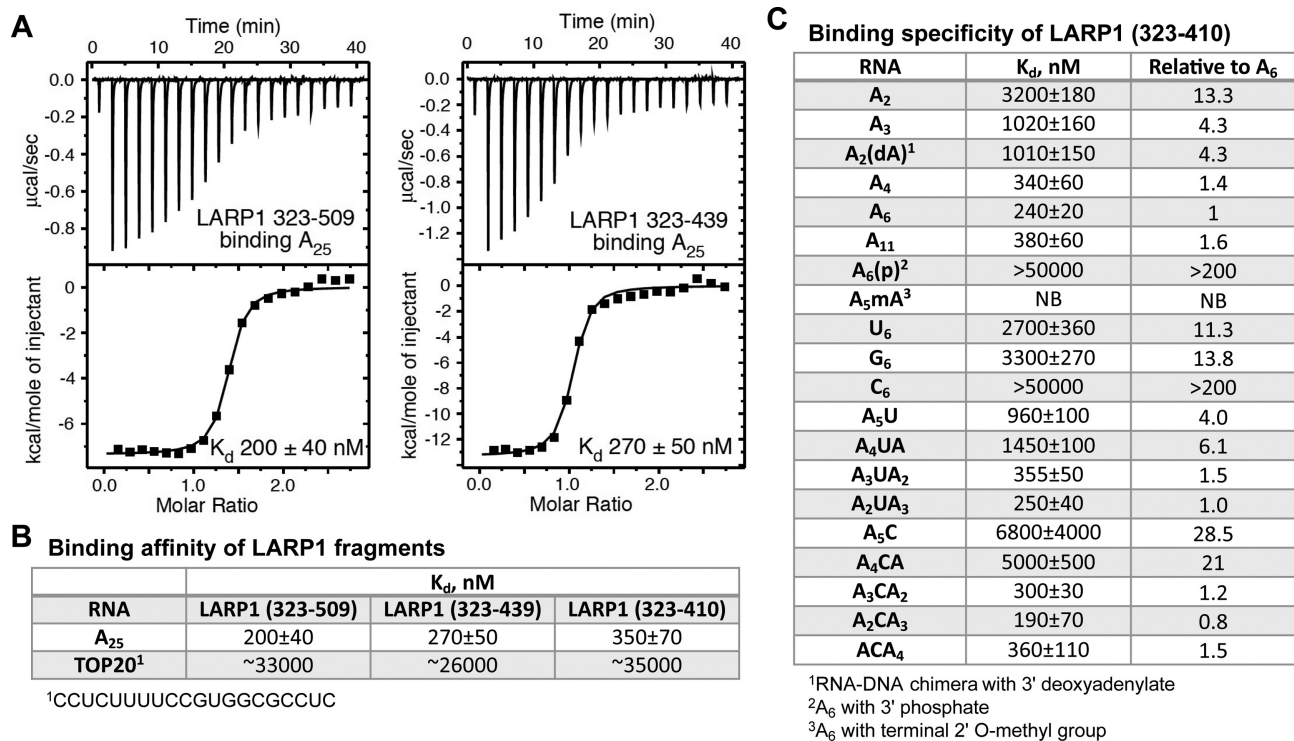 A
Time (min)
0 10 20 30 40
0.0
-0.2
-0.4
-0.6
-0.8
µcal/sec
LARP1 323-509
binding A₂₅
0
-2
-4
-6
kcal/mole of injectant
K_d 200 ± 40 nM
0.0 1.0 2.0
Molar Ratio
Time (min)
0 10 20 30 40
0.0
-0.2
-0.4
-0.6
-0.8
-1.0
-1.2
µcal/sec
LARP1 323-439
binding A₂₅
0
-2
-4
-6
-8
-10
-12
kcal/mole of injectant
K_d 270 ± 50 nM
0.0 1.0 2.0
Molar Ratio
B Binding affinity of LARP1 fragments
K_d, nM
RNA LARP1 (323-509) LARP1 (323-439) LARP1 (323-410)
A₂₅ 200±40 270±50 350±70
TOP20¹ ~33000 ~26000 ~35000
¹CCUCUUUUCCGUGGCGCCUC
C Binding specificity of LARP1 (323-410)
RNA K_d, nM Relative to A₆
A₂ 3200±180 13.3
A₃ 1020±160 4.3
A₂(dA)¹ 1010±150 4.3
A₄ 340±60 1.4
A₆ 240±20 1
A₁₁ 380±60 1.6
A₆(p)² >50000 >200
A₅mA³ NB NB
U₆ 2700±360 11.3
G₆ 3300±270 13.8
C₆ >50000 >200
A₅U 960±100 4.0
A₄UA 1450±100 6.1
A₃UA₂ 355±50 1.5
A₂UA₃ 250±40 1.0
A₅C 6800±4000 28.5
A₄CA 5000±500 21
A₃CA₂ 300±30 1.2
A₂CA₃ 190±70 0.8
ACA₄ 360±110 1.5
¹RNA-DNA chimera with 3' deoxyadenylate
²A₆ with 3' phosphate
³A₆ with terminal 2' O-methyl group